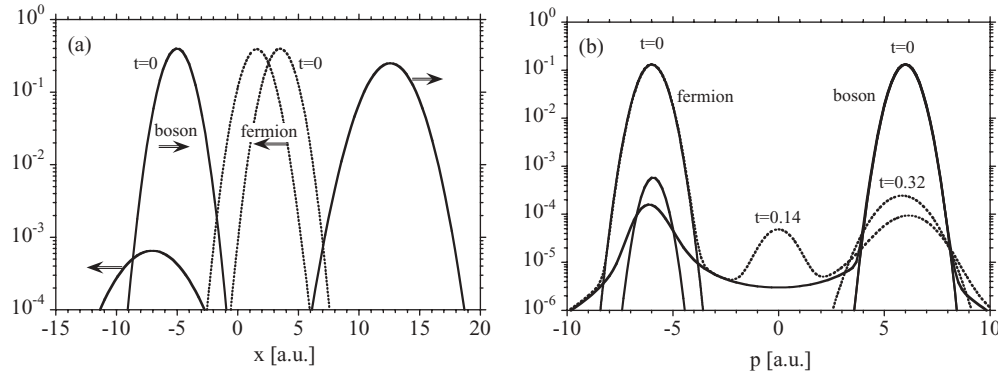 (a)
10^0
10^-1
10^-2
10^-3
10^-4
t=0
t=0
boson
fermion
-15 -10 -5 0 5 10 15 20
x [a.u.]
(b)
10^0
10^-1
10^-2
10^-3
10^-4
10^-5
10^-6
t=0
t=0
fermion
boson
t=0.32
t=0.14
-10 -5 0 5 10
p [a.u.]